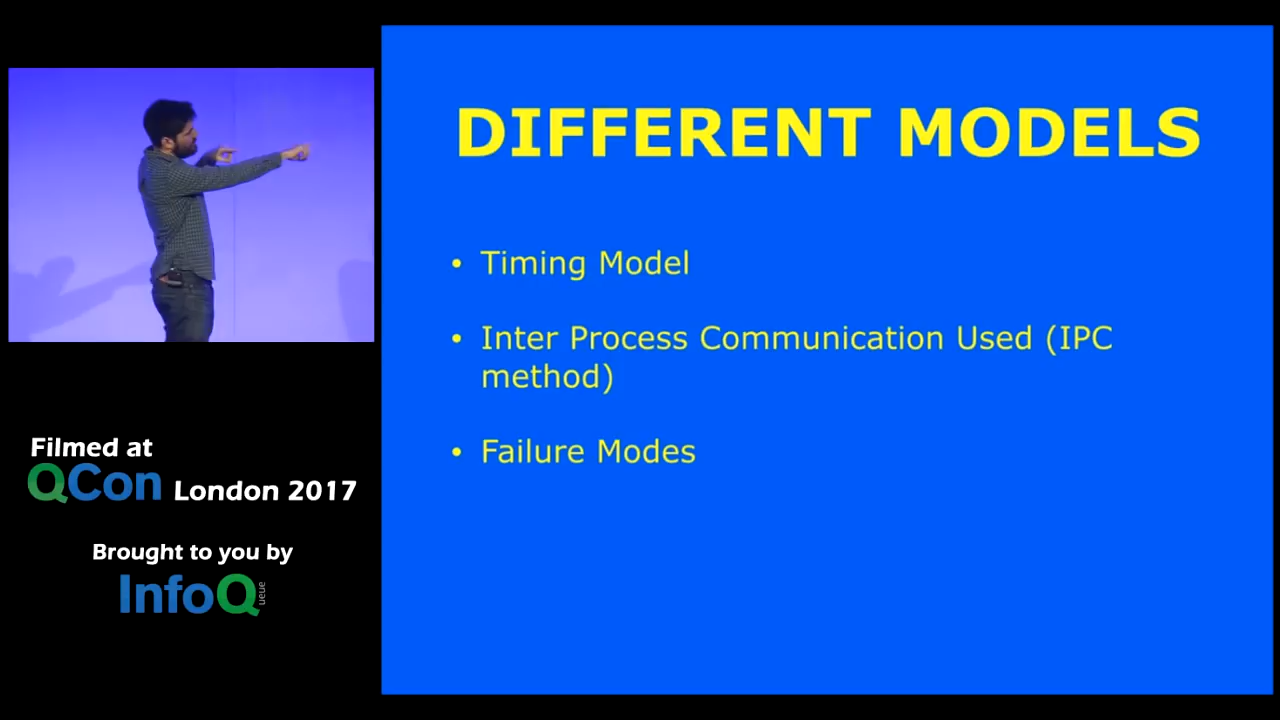 DIFFERENT MODELS
• Timing Model
• Inter Process Communication Used (IPC
method)
• Failure Modes
Filmed at
QCon London 2017
Brought to you by
InfoQ
ueue